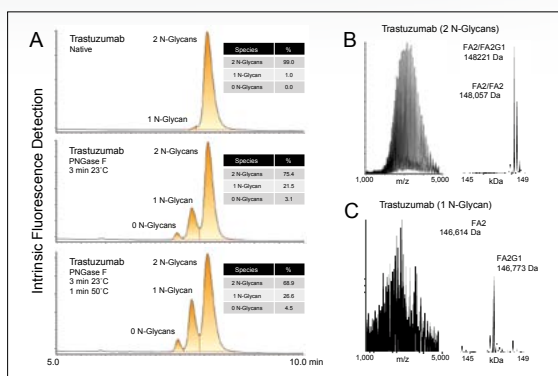 A
Intrinsic Fluorescence Detection
Trastuzumab
Native
2 N-Glycans
1 N-Glycan
Species %
2 N-Glycans 99.0
1 N-Glycan 1.0
0 N-Glycans 0.0
Trastuzumab
PNGase F
3 min 23°C
2 N-Glycans
1 N-Glycan
0 N-Glycans
Species %
2 N-Glycans 75.4
1 N-Glycan 21.5
0 N-Glycans 3.1
Trastuzumab
PNGase F
3 min 23°C
1 min 50°C
2 N-Glycans
1 N-Glycan
0 N-Glycans
Species %
2 N-Glycans 68.9
1 N-Glycan 26.6
0 N-Glycans 4.5
5.0
10.0 min
B
Trastuzumab (2 N-Glycans)
FA2/FA2G1
148221 Da
FA2/FA2
148,057 Da
1,000 m/z 5,000
145 kDa 149
C
Trastuzumab (1 N-Glycan)
FA2
146,614 Da
FA2G1
146,773 Da
1,000 m/z 5,000
145 kDa 149